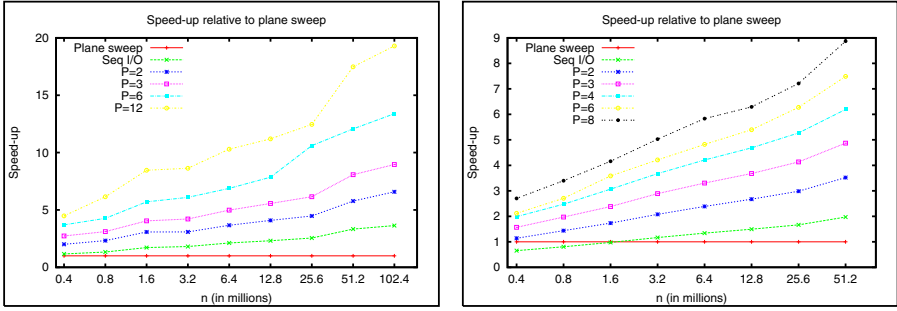 Speed-up relative to plane sweep
20
15
10
5
0
Speed-up
Plane sweep
Seq I/O
P=2
P=3
P=6
P=12
0.4 0.8 1.6 3.2 6.4 12.8 25.6 51.2 102.4
n (in millions)
Speed-up relative to plane sweep
9
8
7
6
5
4
3
2
1
0
Speed-up
Plane sweep
Seq I/O
P=2
P=3
P=4
P=6
P=8
0.4 0.8 1.6 3.2 6.4 12.8 25.6 51.2
n (in millions)